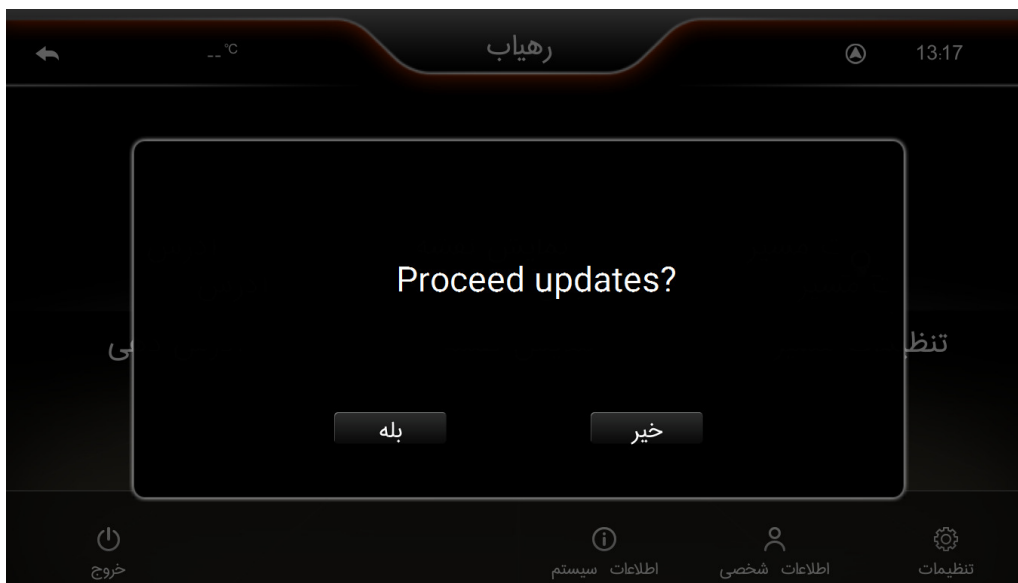 رهیاب
--°C
13:17
Proceed updates?
بله
خیر
خروج
اطلاعات سیستم
اطلاعات شخصی
تنظیمات